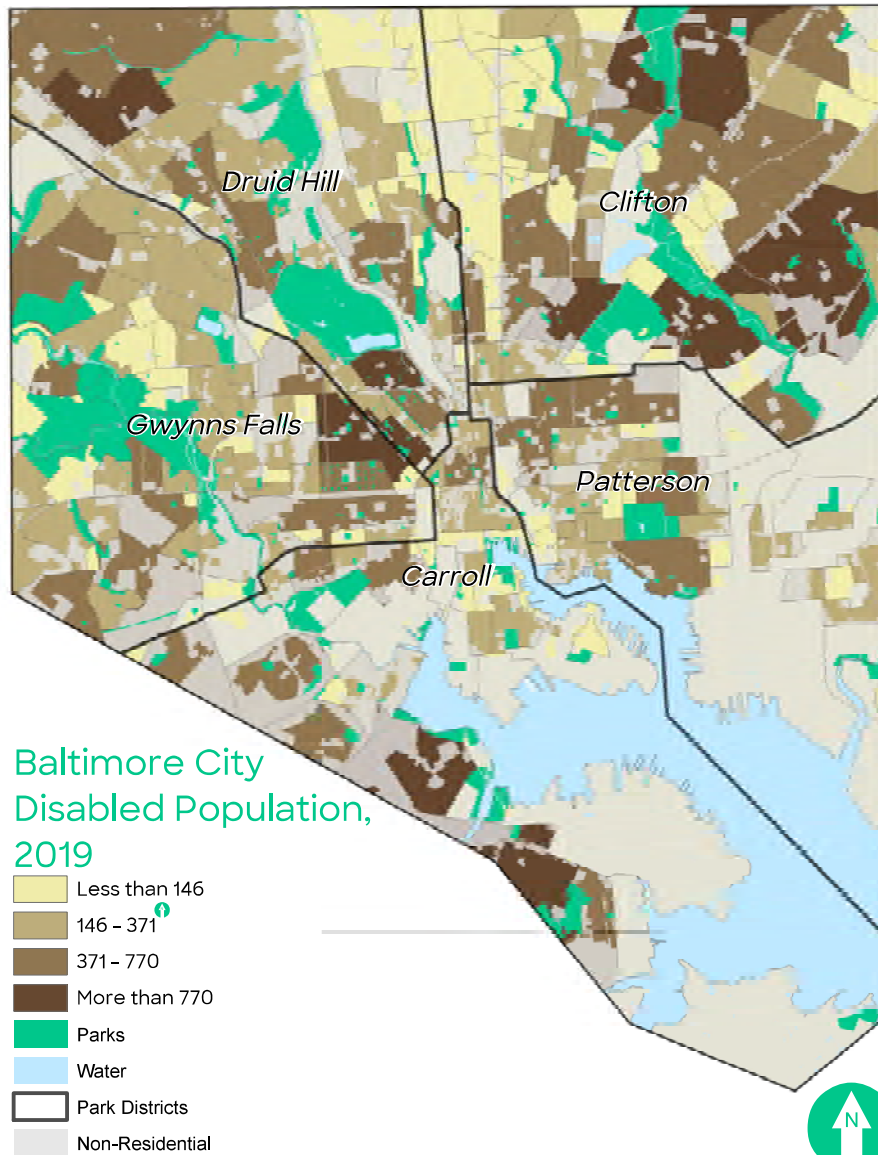 Druid Hill
Clifton
Gwynns Falls
Patterson
Carroll
Baltimore City
Disabled Population,
2019
Less than 146
146 – 371
371 – 770
More than 770
Parks
Water
Park Districts
Non-Residential
N